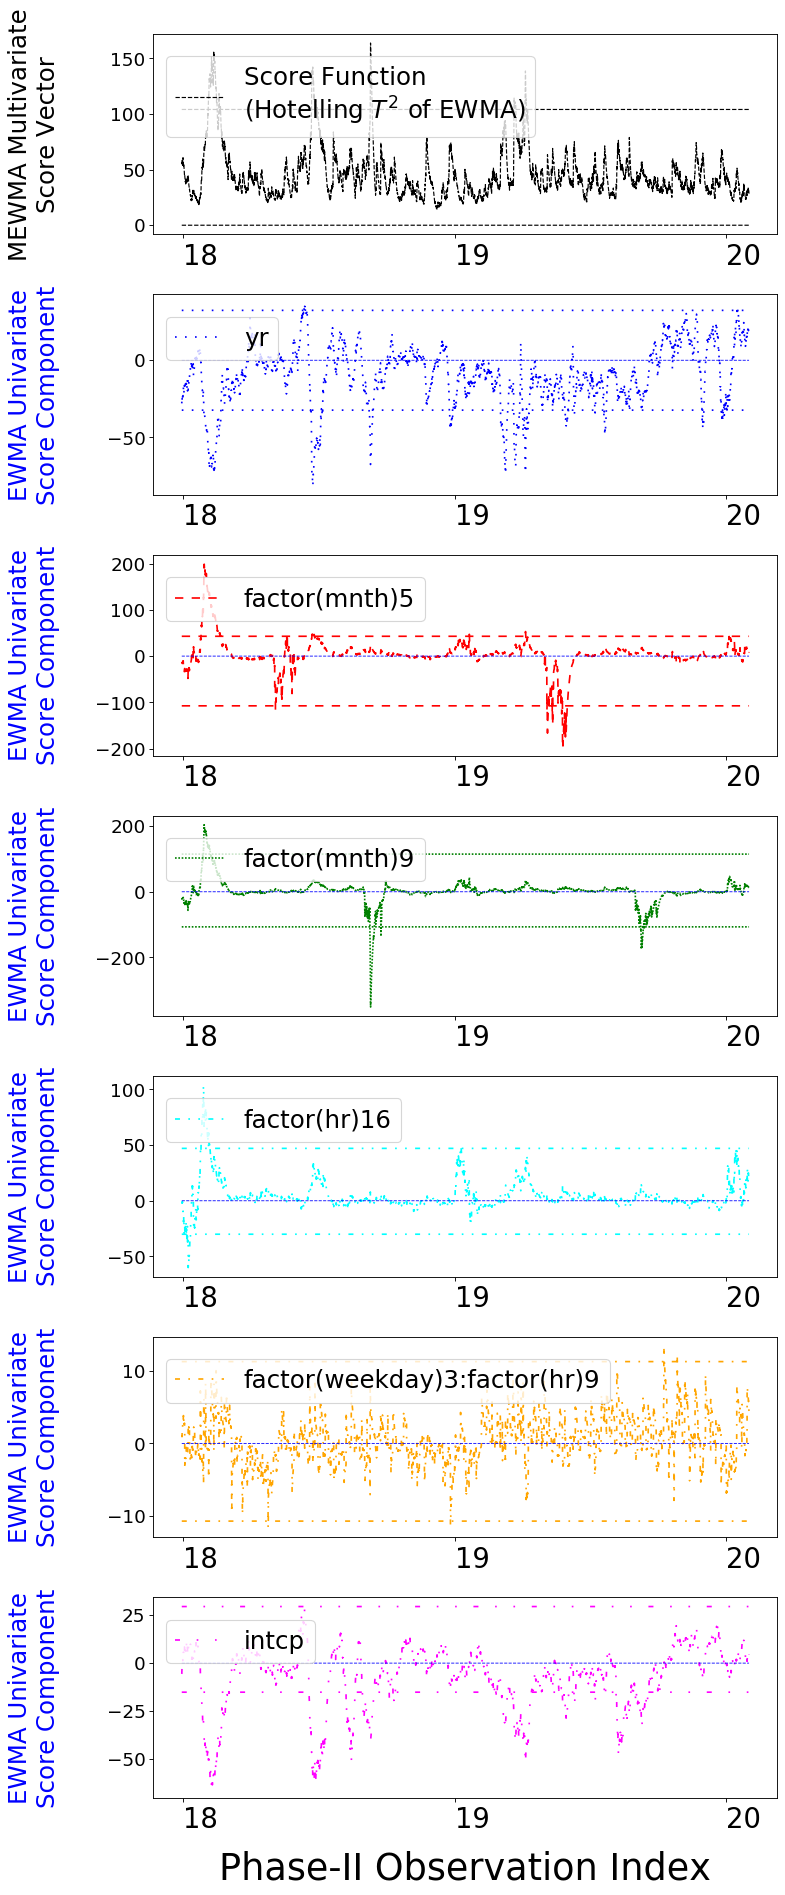 MEWMA Multivariate
Score Vector
150
100
50
0
Score Function
(Hotelling T² of EWMA)
18 19 20
EWMA Univariate
Score Component
0
−50
yr
18 19 20
EWMA Univariate
Score Component
200
100
0
−100
−200
factor(mnth)5
18 19 20
EWMA Univariate
Score Component
200
0
−200
factor(mnth)9
18 19 20
EWMA Univariate
Score Component
100
50
0
−50
factor(hr)16
18 19 20
EWMA Univariate
Score Component
10
0
−10
factor(weekday)3:factor(hr)9
18 19 20
EWMA Univariate
Score Component
25
0
−25
−50
intcp
18 19 20
Phase-II Observation Index